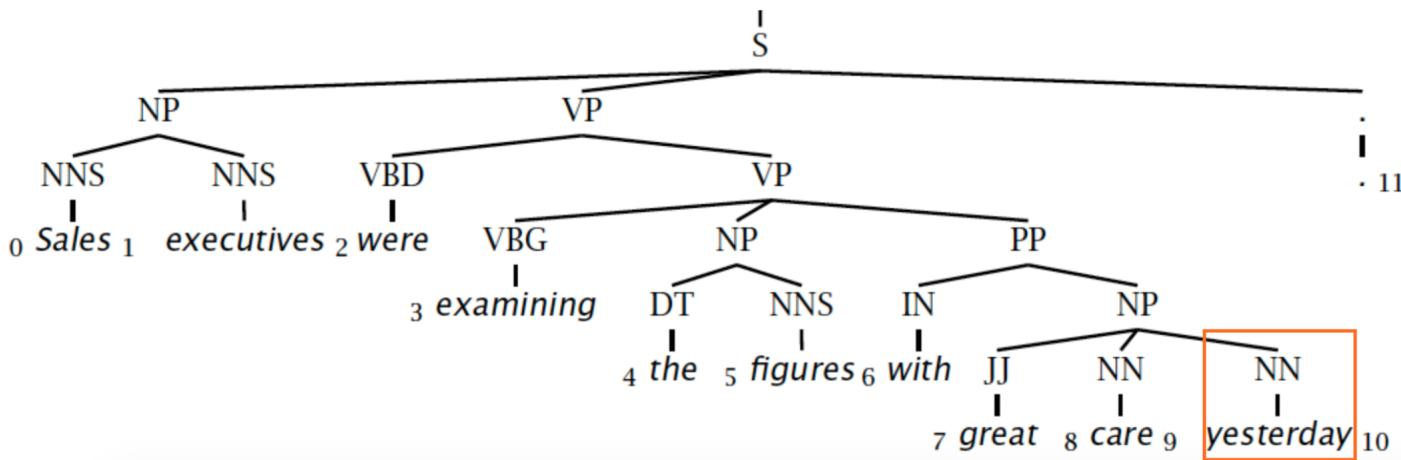 S
NP VP .
NNS NNS VBD VP . 11
0 Sales 1 executives 2 were VBG NP PP
3 examining DT NNS IN NP
4 the 5 figures 6 with JJ NN NN
7 great 8 care 9 yesterday 10